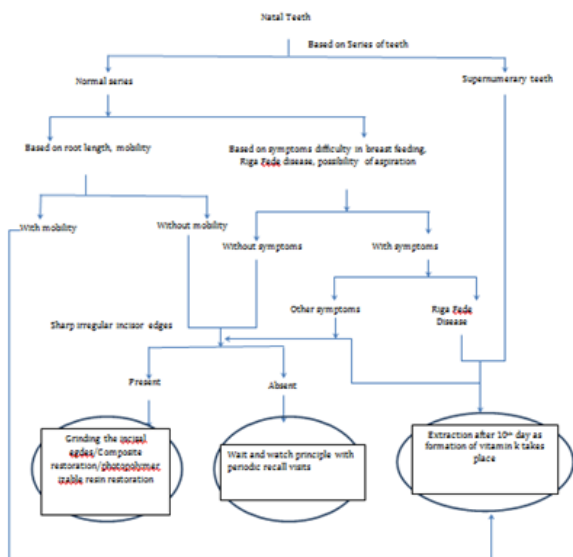 Natal Teeth
Based on Series of teeth
Normal series
Supernumerary teeth
Based on root length, mobility
Based on symptoms difficulty in breast feeding,
Riga Fede disease, possibility of aspiration
With mobility
Without mobility
Without symptoms
With symptoms
Other symptoms
Riga Fede
Disease
Sharp irregular incisor edges
Present
Absent
Grinding the incisal
egdes/Composite
restoration/photopolymer
izable resin restoration
Wait and watch principle with
periodic recall visits
Extraction after 10th day as
formation of vitamin k takes
place